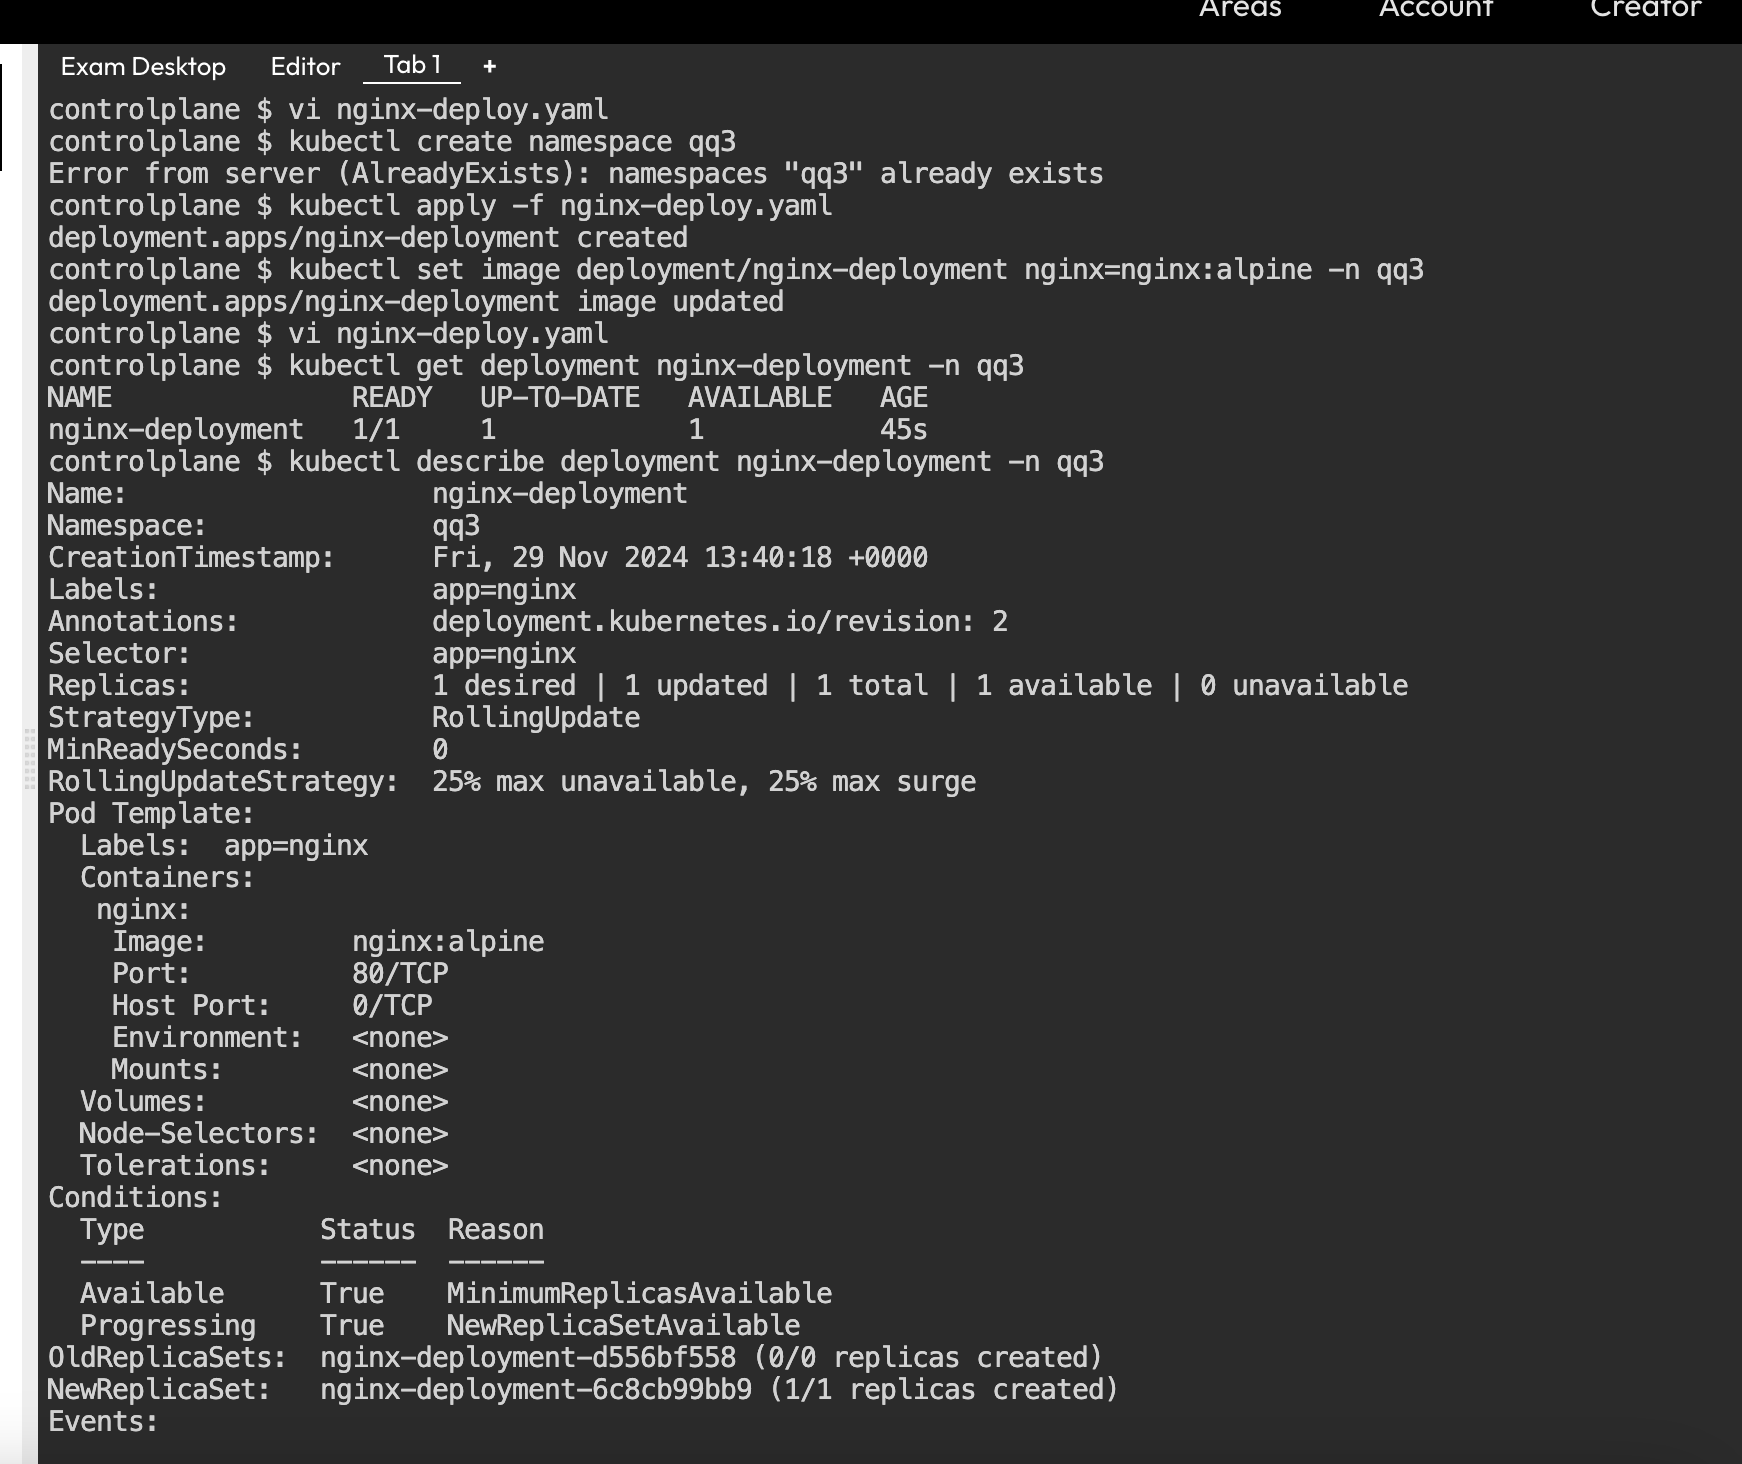 Areas Account Creator
Exam Desktop Editor Tab 1 +
controlplane $ vi nginx-deploy.yaml
controlplane $ kubectl create namespace qq3
Error from server (AlreadyExists): namespaces "qq3" already exists
controlplane $ kubectl apply -f nginx-deploy.yaml
deployment.apps/nginx-deployment created
controlplane $ kubectl set image deployment/nginx-deployment nginx=nginx:alpine -n qq3
deployment.apps/nginx-deployment image updated
controlplane $ vi nginx-deploy.yaml
controlplane $ kubectl get deployment nginx-deployment -n qq3
NAME               READY   UP-TO-DATE   AVAILABLE   AGE
nginx-deployment   1/1     1            1           45s
controlplane $ kubectl describe deployment nginx-deployment -n qq3
Name:                   nginx-deployment
Namespace:              qq3
CreationTimestamp:      Fri, 29 Nov 2024 13:40:18 +0000
Labels:                 app=nginx
Annotations:            deployment.kubernetes.io/revision: 2
Selector:               app=nginx
Replicas:               1 desired | 1 updated | 1 total | 1 available | 0 unavailable
StrategyType:           RollingUpdate
MinReadySeconds:        0
RollingUpdateStrategy:  25% max unavailable, 25% max surge
Pod Template:
  Labels:  app=nginx
  Containers:
   nginx:
    Image:         nginx:alpine
    Port:          80/TCP
    Host Port:     0/TCP
    Environment:   <none>
    Mounts:        <none>
  Volumes:         <none>
  Node-Selectors:  <none>
  Tolerations:     <none>
Conditions:
  Type           Status  Reason
  ----           ------  ------
  Available      True    MinimumReplicasAvailable
  Progressing    True    NewReplicaSetAvailable
OldReplicaSets:  nginx-deployment-d556bf558 (0/0 replicas created)
NewReplicaSet:   nginx-deployment-6c8cb99bb9 (1/1 replicas created)
Events: